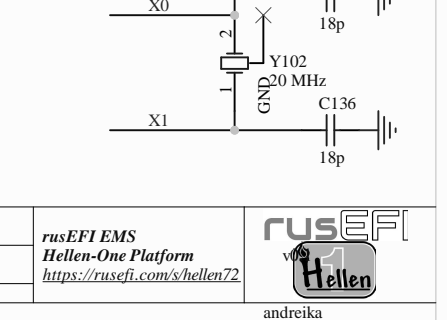 X0
18p
2
Y102
20 MHz
GND
1
C136
X1
18p
rusEFI
rusEFI EMS
Hellen-One Platform
https://rusefi.com/s/hellen72
1
Hellen
andreika